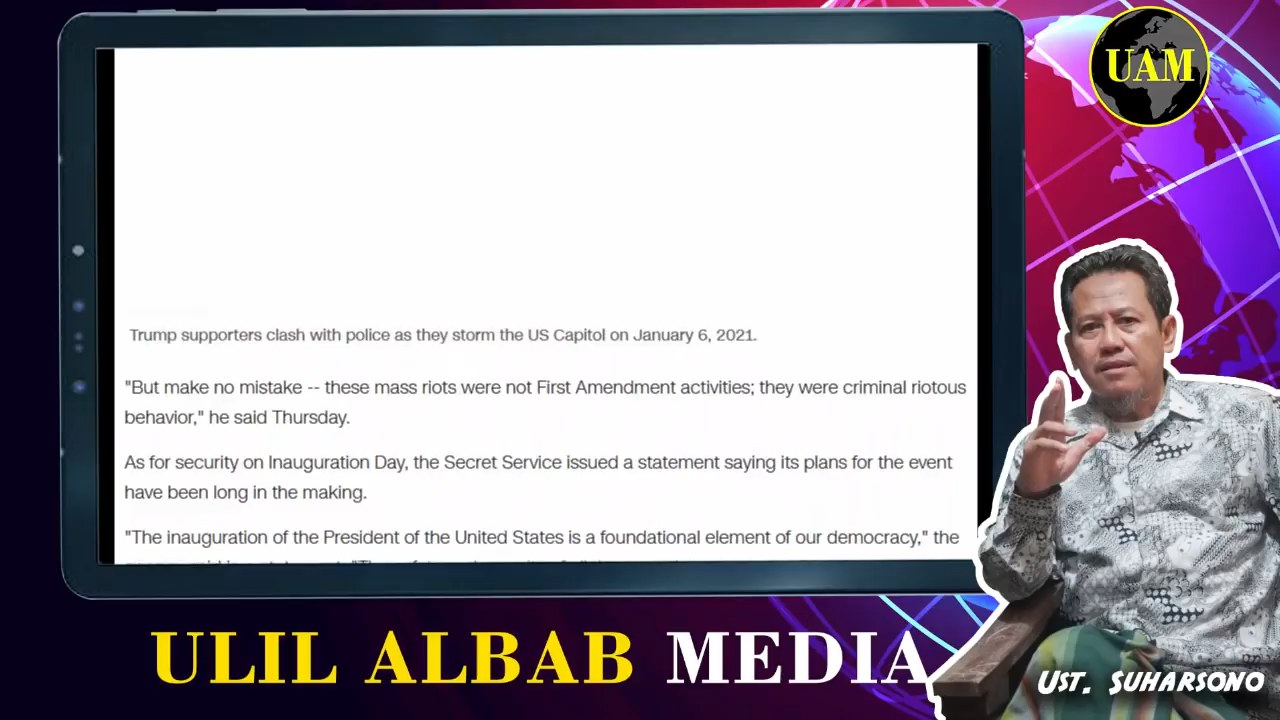 UAM
Trump supporters clash with police as they storm the US Capitol on January 6, 2021.
"But make no mistake -- these mass riots were not First Amendment activities; they were criminal riotous
behavior," he said Thursday.
As for security on Inauguration Day, the Secret Service issued a statement saying its plans for the event
have been long in the making.
"The inauguration of the President of the United States is a foundational element of our democracy," the
ULIL ALBAB MEDIA
UST. SUHARSONO